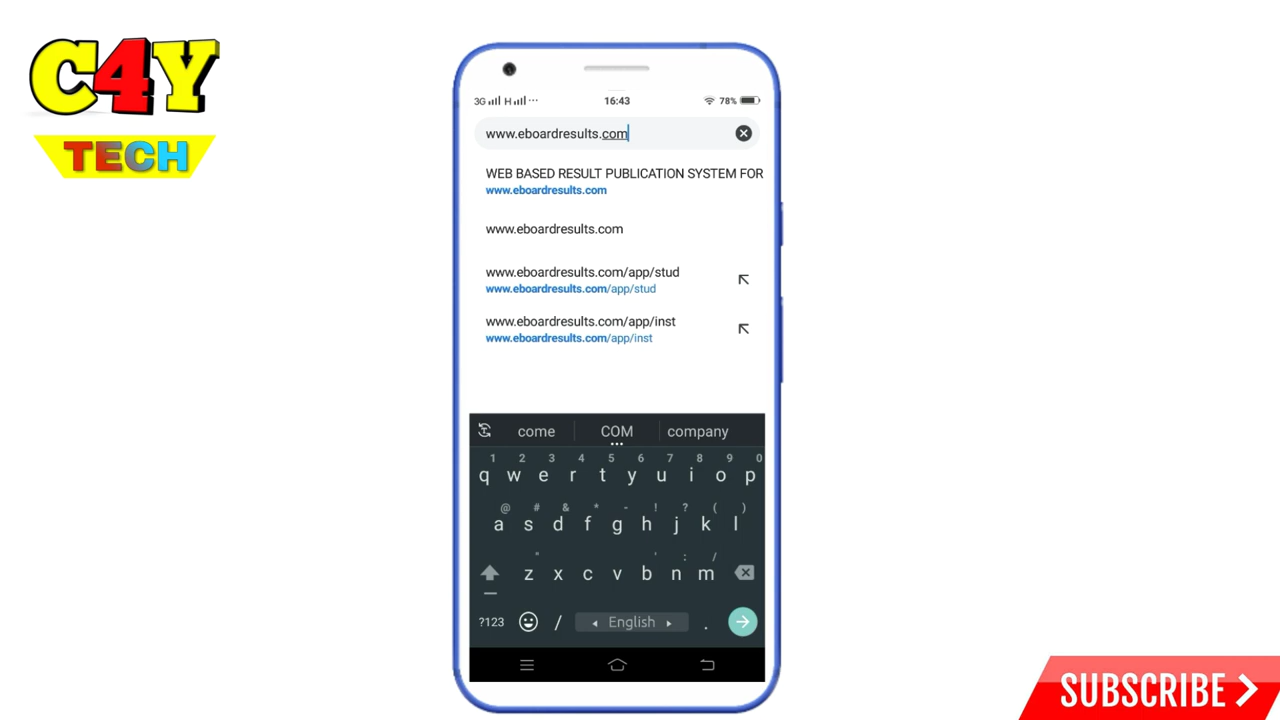 C4Y
TECH
3G H ...
16:43
78%
www.eboardresults.com
WEB BASED RESULT PUBLICATION SYSTEM FOR
www.eboardresults.com
www.eboardresults.com
www.eboardresults.com/app/stud
www.eboardresults.com/app/stud
www.eboardresults.com/app/inst
www.eboardresults.com/app/inst
come COM company
1 2 3 4 5 6 7 8 9 0
q w e r t y u i o p
@ # & * - ! ? ( )
a s d f g h j k l
" ' : /
z x c v b n m
?123 / English .
SUBSCRIBE